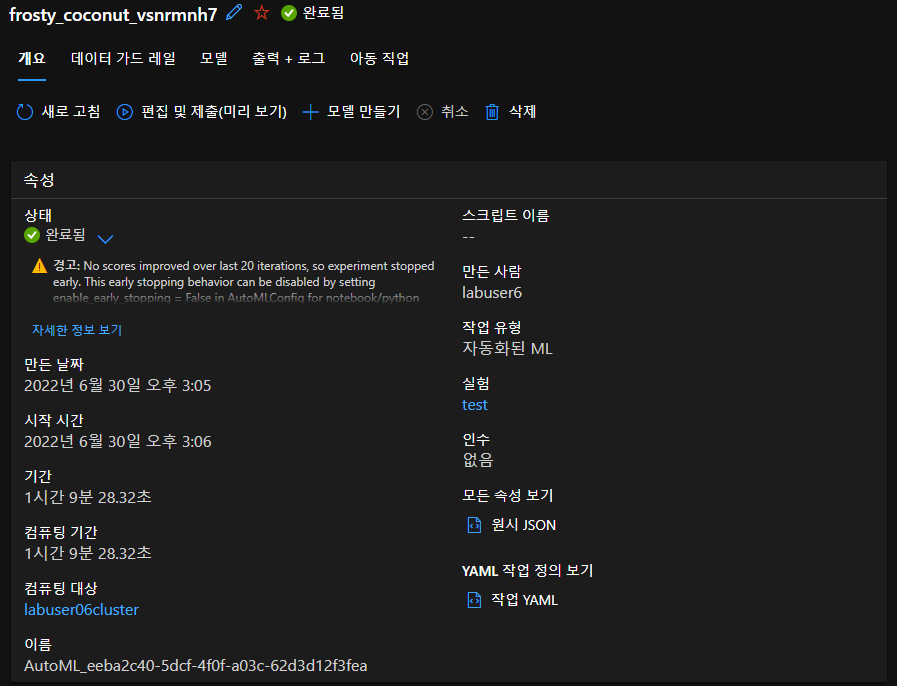 frosty_coconut_vsnrmnh7 완료됨
개요 데이터 가드 레일 모델 출력 + 로그 아동 직업
새로 고침 편집 및 제출(미리 보기) 모델 만들기 취소 삭제
속성
상태
완료됨
경고: No scores improved over last 20 iterations, so experiment stopped
early. This early stopping behavior can be disabled by setting
enable_early_stopping = False in AutoMLConfig for notebook/python
자세한 정보 보기
만든 날짜
2022년 6월 30일 오후 3:05
시작 시간
2022년 6월 30일 오후 3:06
기간
1시간 9분 28.32초
컴퓨팅 기간
1시간 9분 28.32초
컴퓨팅 대상
labuser06cluster
이름
AutoML_eeba2c40-5dcf-4f0f-a03c-62d3d12f3fea
스크립트 이름
--
만든 사람
labuser6
작업 유형
자동화된 ML
실험
test
인수
없음
모든 속성 보기
원시 JSON
YAML 작업 정의 보기
작업 YAML